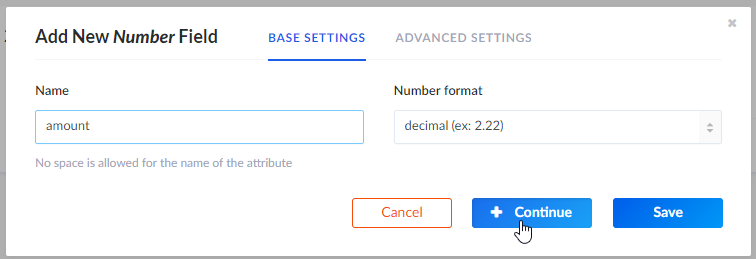 Add New Number Field BASE SETTINGS ADVANCED SETTINGS
Name Number format
amount decimal (ex: 2.22)
No space is allowed for the name of the attribute
Cancel Continue Save